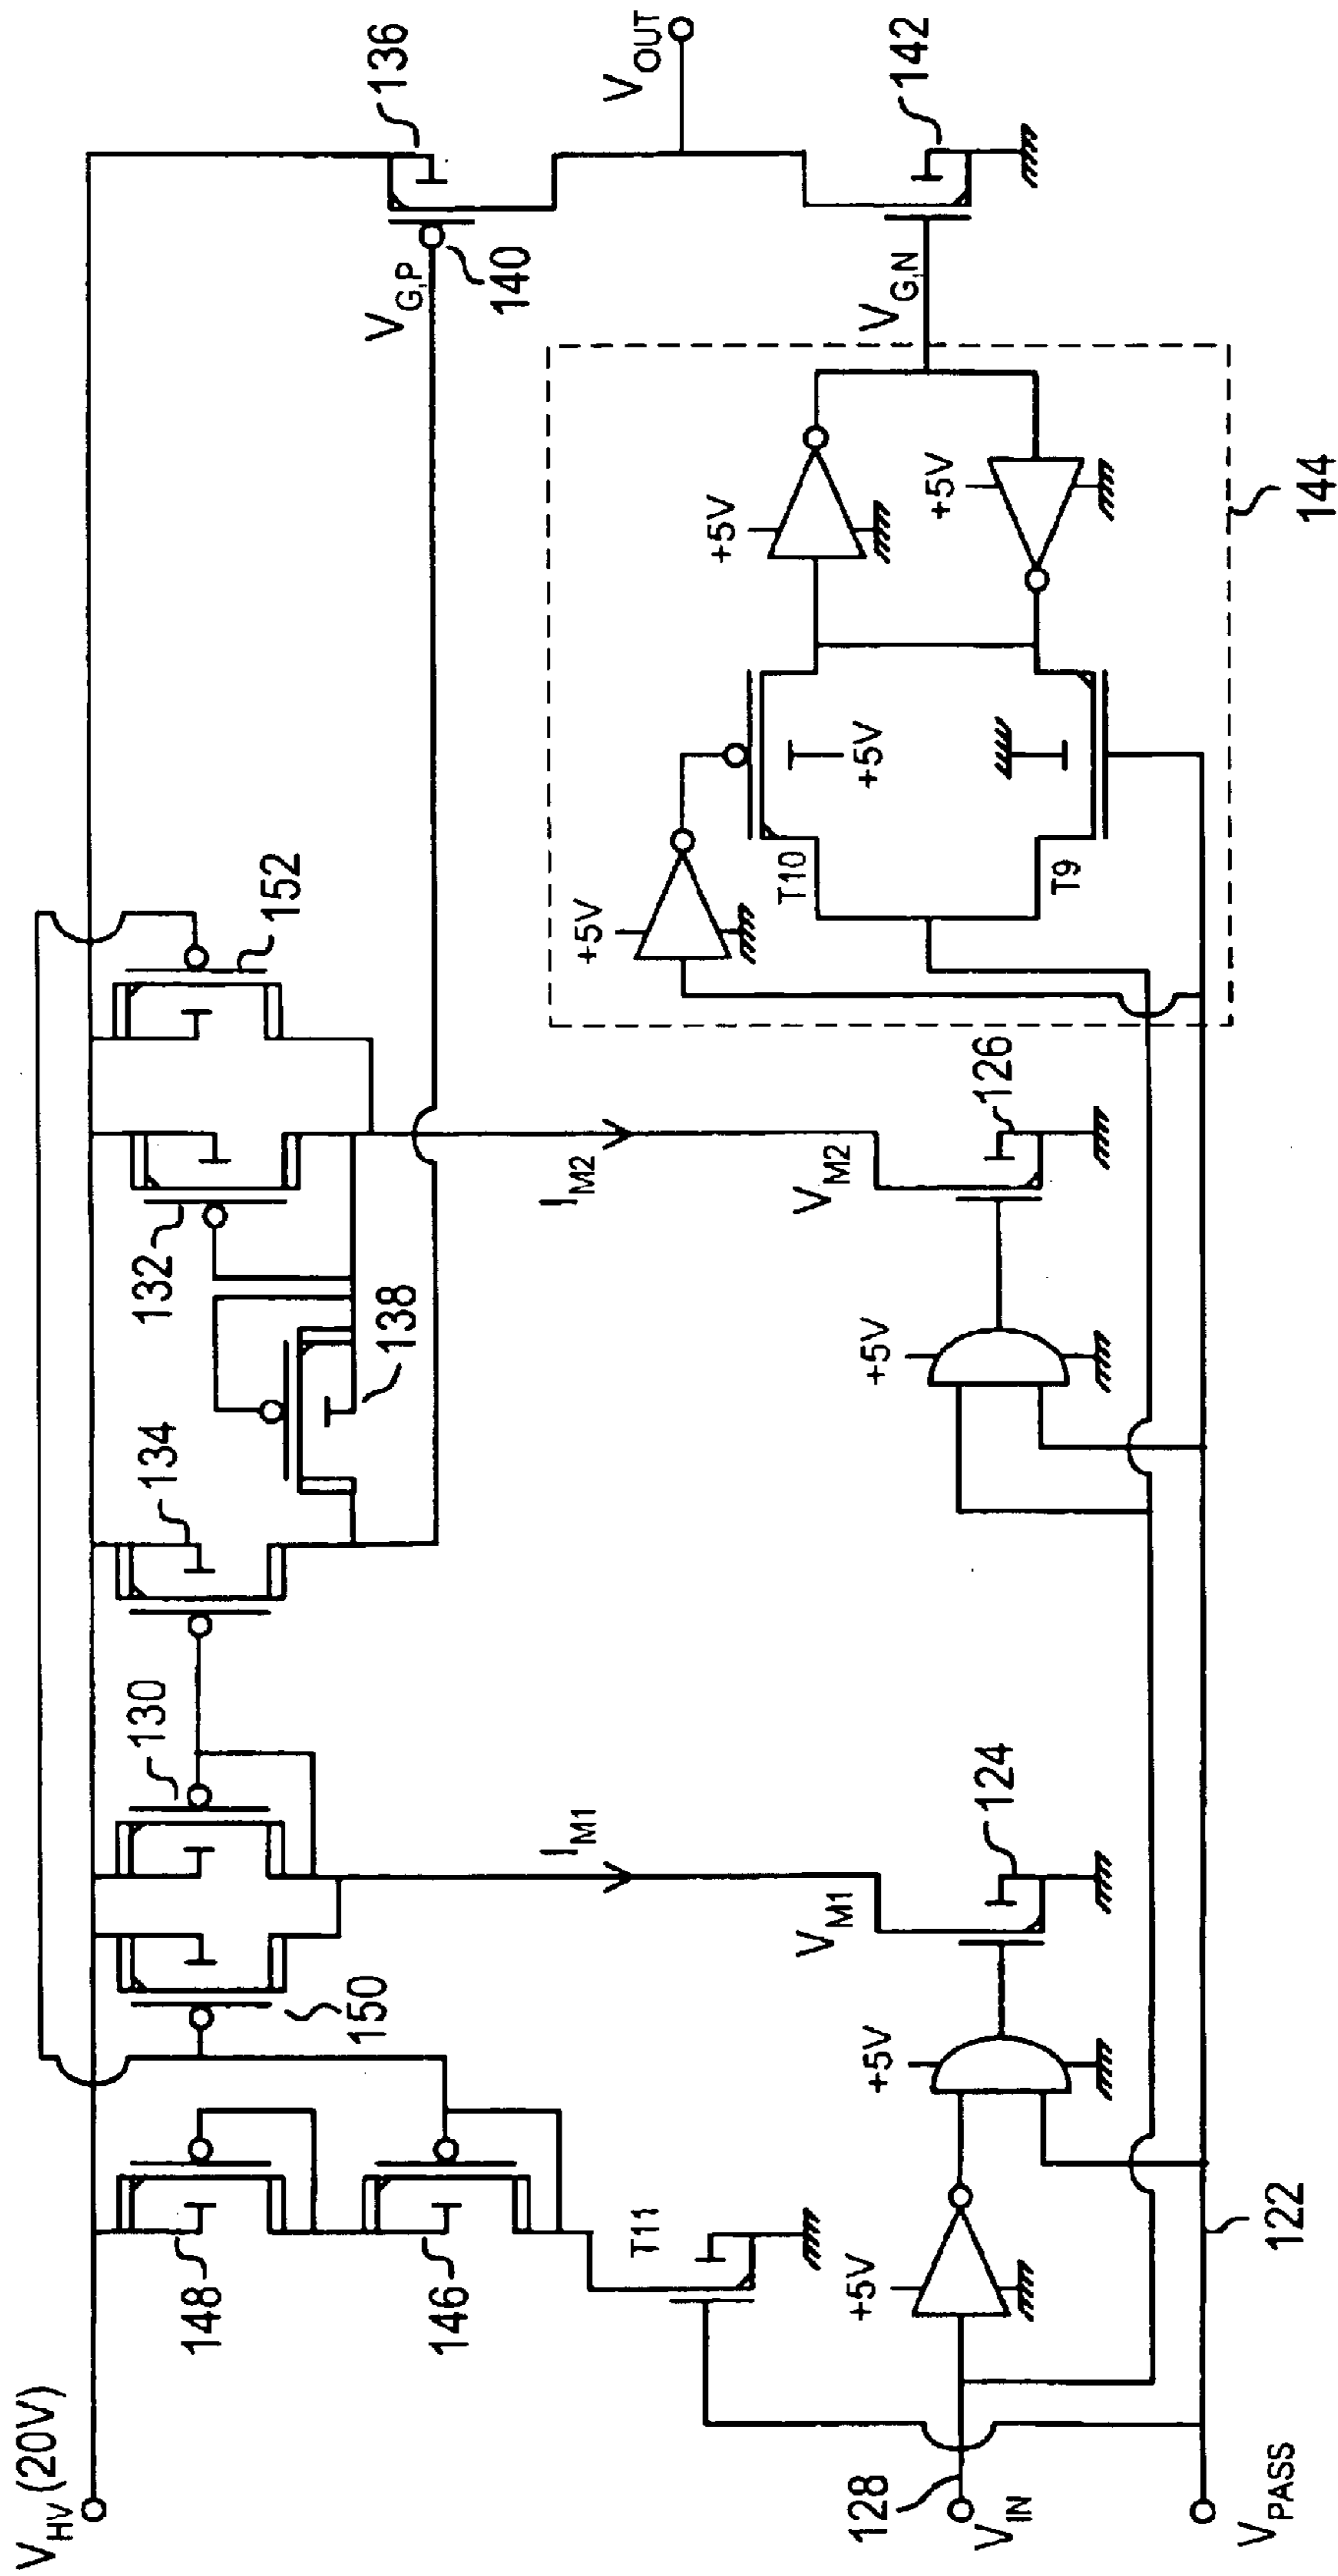 V_HV (20V)
148
146
150
130
134
132
138
152
136
V_G,P
140
V_OUT
142
V_G,N
I_M1
I_M2
T11
V_M1
124
V_M2
126
+5V
+5V
+5V
+5V
+5V
+5V
+5V
T10
T9
144
128
V_IN
122
V_PASS